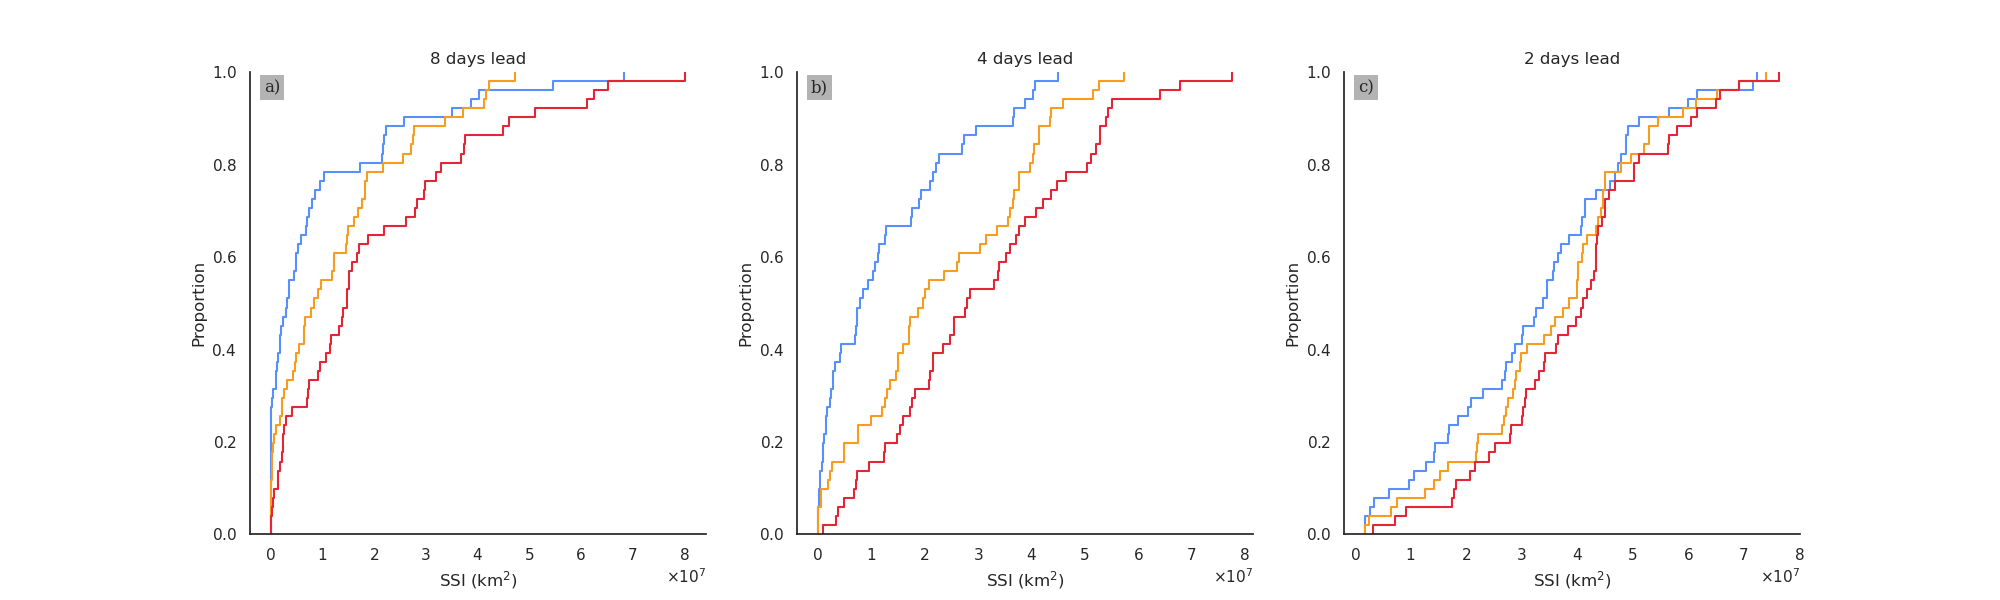 8 days lead
a)
Proportion
1.0
0.8
0.6
0.4
0.2
0.0
0 1 2 3 4 5 6 7 8
×10⁷
SSI (km²)
4 days lead
b)
Proportion
1.0
0.8
0.6
0.4
0.2
0.0
0 1 2 3 4 5 6 7 8
×10⁷
SSI (km²)
2 days lead
c)
Proportion
1.0
0.8
0.6
0.4
0.2
0.0
0 1 2 3 4 5 6 7 8
×10⁷
SSI (km²)